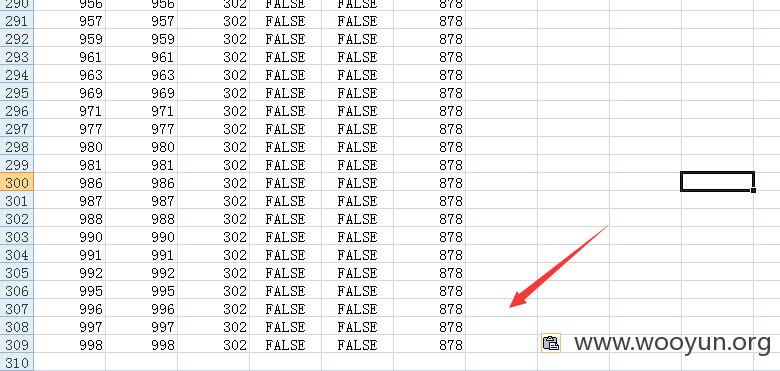 290 956 956 302 FALSE FALSE 878
291 957 957 302 FALSE FALSE 878
292 959 959 302 FALSE FALSE 878
293 961 961 302 FALSE FALSE 878
294 963 963 302 FALSE FALSE 878
295 969 969 302 FALSE FALSE 878
296 971 971 302 FALSE FALSE 878
297 977 977 302 FALSE FALSE 878
298 980 980 302 FALSE FALSE 878
299 981 981 302 FALSE FALSE 878
300 986 986 302 FALSE FALSE 878
301 987 987 302 FALSE FALSE 878
302 988 988 302 FALSE FALSE 878
303 990 990 302 FALSE FALSE 878
304 991 991 302 FALSE FALSE 878
305 992 992 302 FALSE FALSE 878
306 995 995 302 FALSE FALSE 878
307 996 996 302 FALSE FALSE 878
308 997 997 302 FALSE FALSE 878
309 998 998 302 FALSE FALSE 878
www.wooyun.org
310